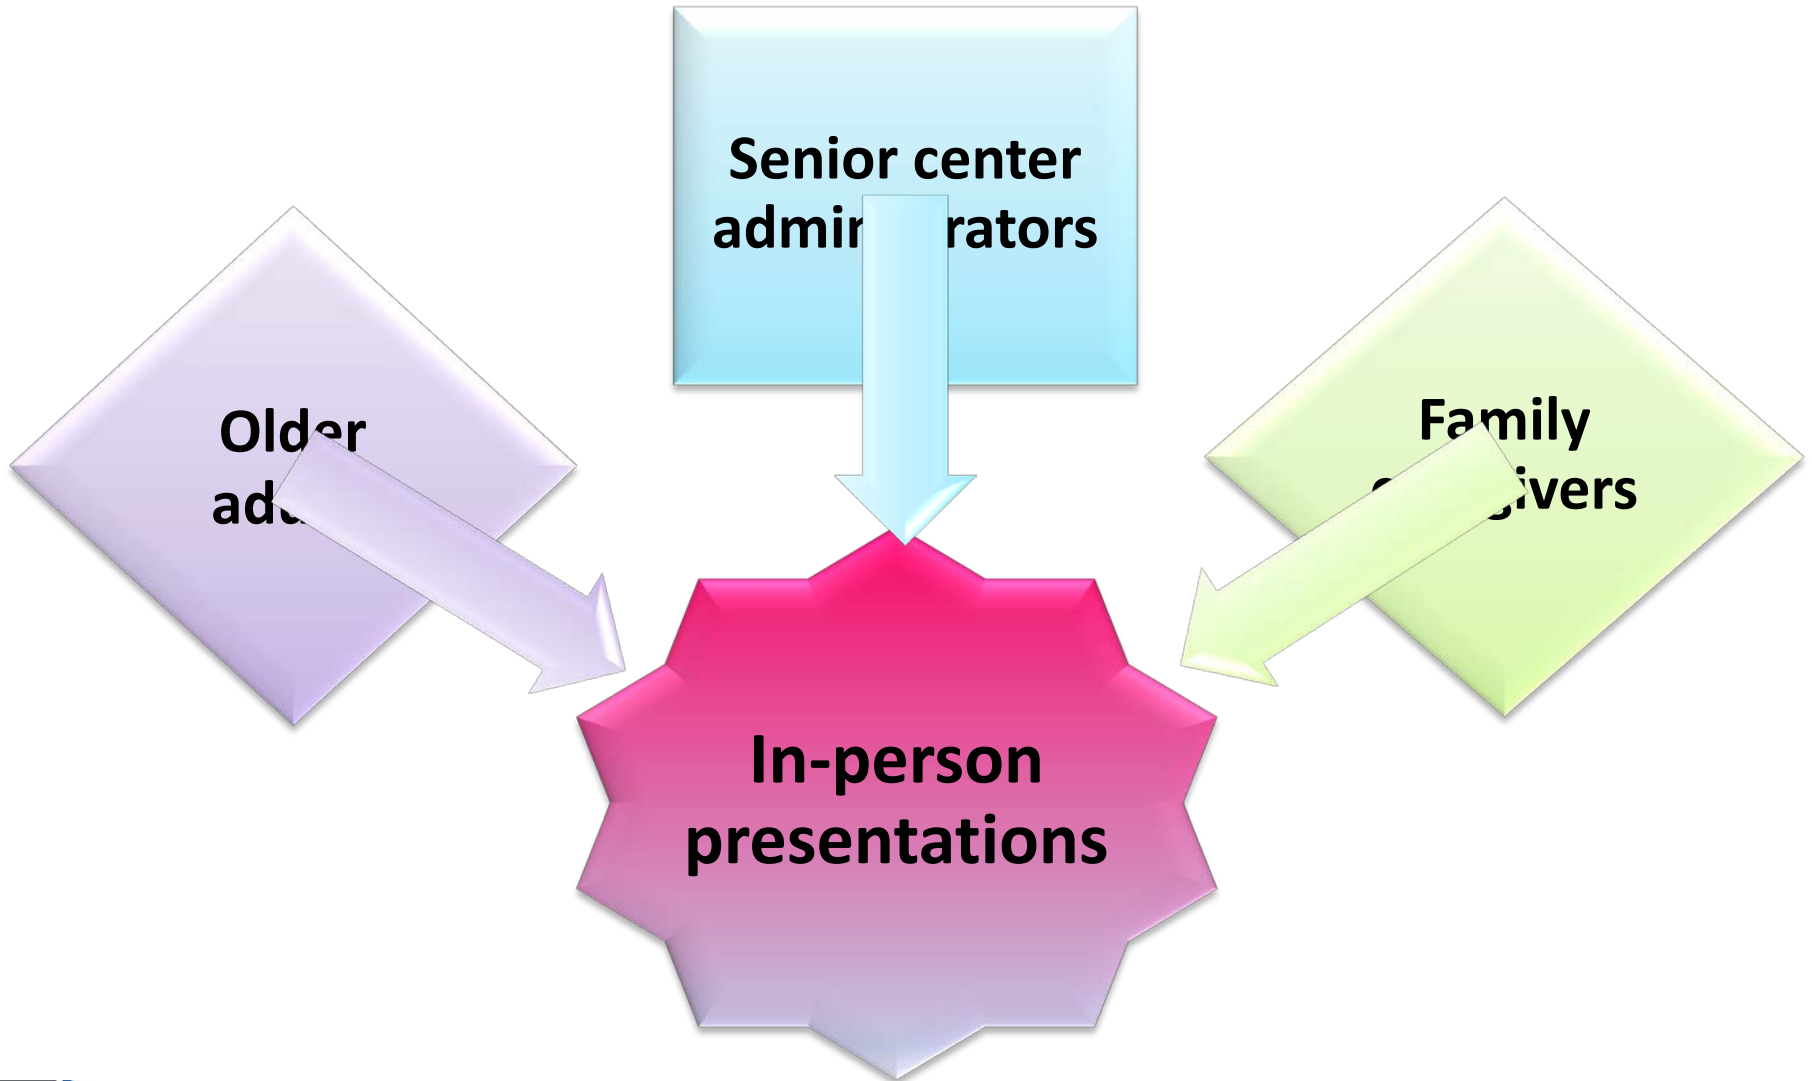 Senior center
Older
Family
In-person
presentations